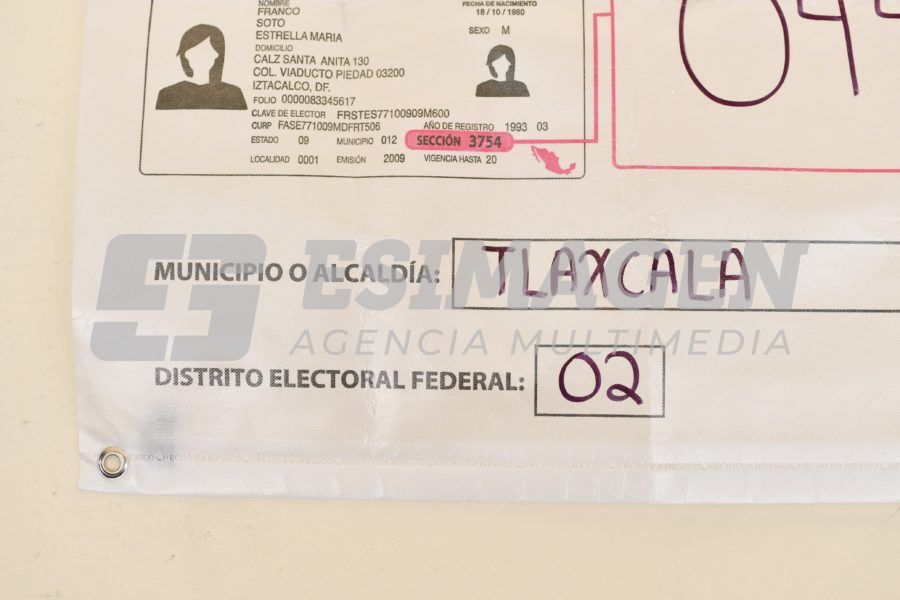 NOMBRE
FRANCO
SOTO
ESTRELLA MARIA
DOMICILIO
CALZ SANTA ANITA 130
COL. VIADUCTO PIEDAD 03200
IZTACALCO, DF.
FOLIO 0000083345617
CLAVE DE ELECTOR FRSTES77100909M600
CURP FASE771009MDFRT506 AÑO DE REGISTRO 1993 03
ESTADO 09 MUNICIPIO 012 SECCIÓN 3754
LOCALIDAD 0001 EMISIÓN 2009 VIGENCIA HASTA 20
FECHA DE NACIMIENTO
18/10/1980
SEXO M
MUNICIPIO O ALCALDÍA: TLAXCALA
ESIMAGEN
AGENCIA MULTIMEDIA
DISTRITO ELECTORAL FEDERAL: 02